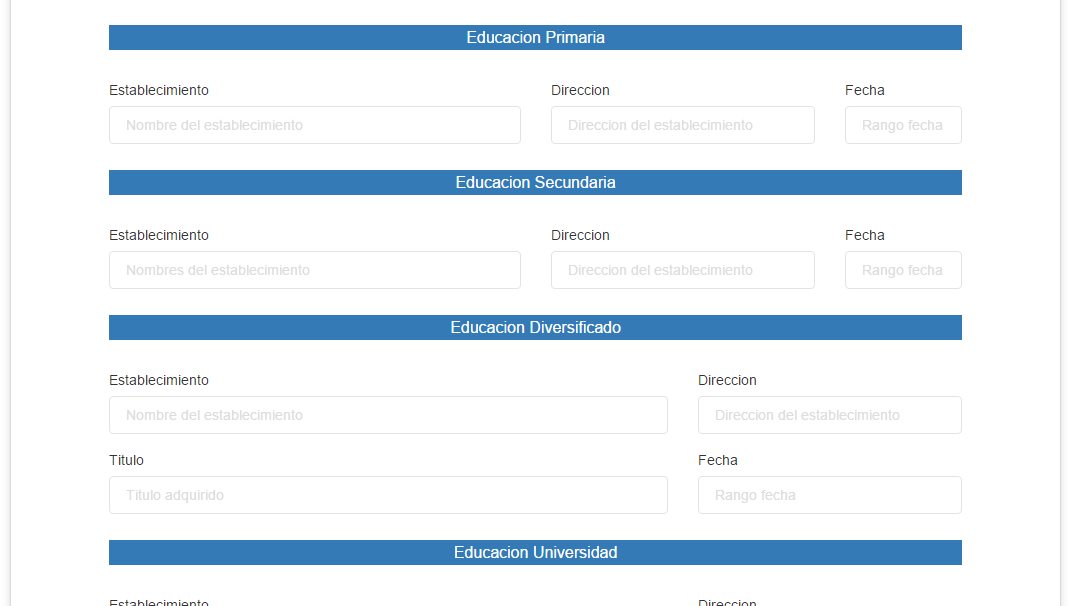 Educacion Primaria
Establecimiento Direccion Fecha
Nombre del establecimiento Direccion del establecimiento Rango fecha
Educacion Secundaria
Establecimiento Direccion Fecha
Nombres del establecimiento Direccion del establecimiento Rango fecha
Educacion Diversificado
Establecimiento Direccion
Nombre del establecimiento Direccion del establecimiento
Titulo Fecha
Titulo adquirido Rango fecha
Educacion Universidad
Establecimiento Direccion